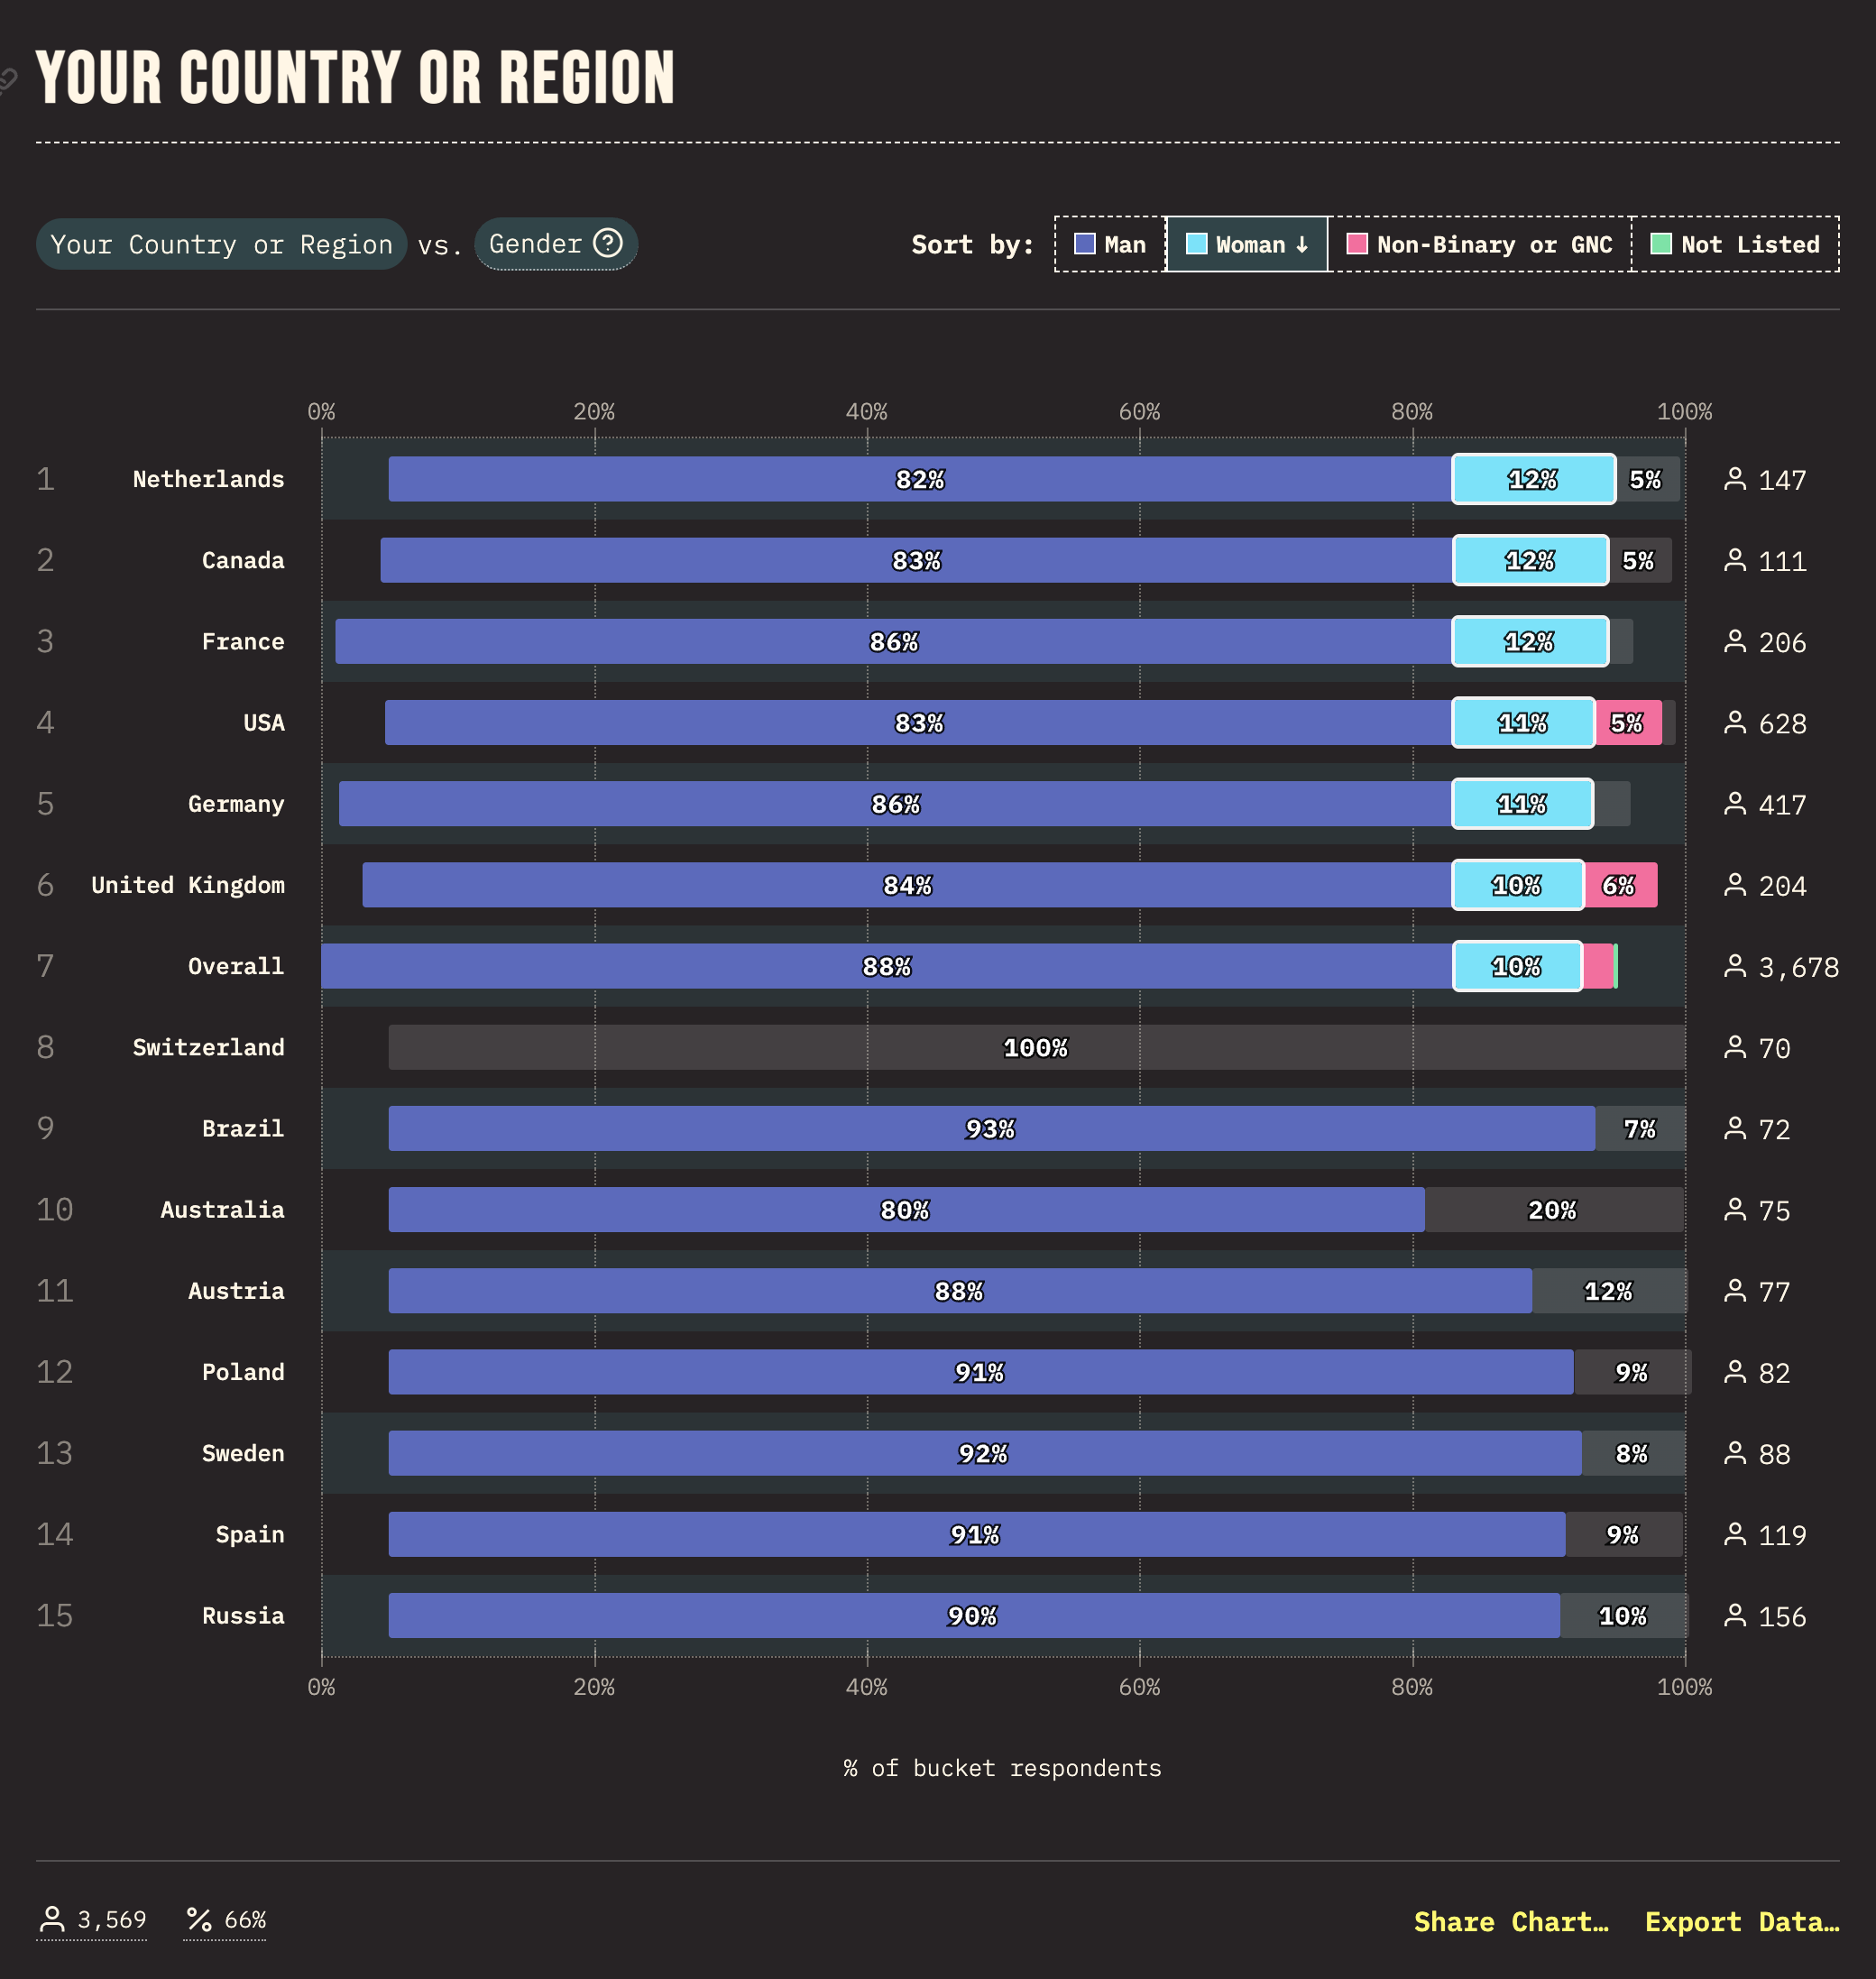 YOUR COUNTRY OR REGION
Your Country or Region vs. Gender ? Sort by: Man Woman ↓ Non-Binary or GNC Not Listed
0% 20% 40% 60% 80% 100%
1 Netherlands 82% 12% 5% 147
2 Canada 83% 12% 5% 111
3 France 86% 12% 206
4 USA 83% 11% 5% 628
5 Germany 86% 11% 417
6 United Kingdom 84% 10% 6% 204
7 Overall 88% 10% 3,678
8 Switzerland 100% 70
9 Brazil 93% 7% 72
10 Australia 80% 20% 75
11 Austria 88% 12% 77
12 Poland 91% 9% 82
13 Sweden 92% 8% 88
14 Spain 91% 9% 119
15 Russia 90% 10% 156
0% 20% 40% 60% 80% 100%
% of bucket respondents
3,569 % 66% Share Chart… Export Data…